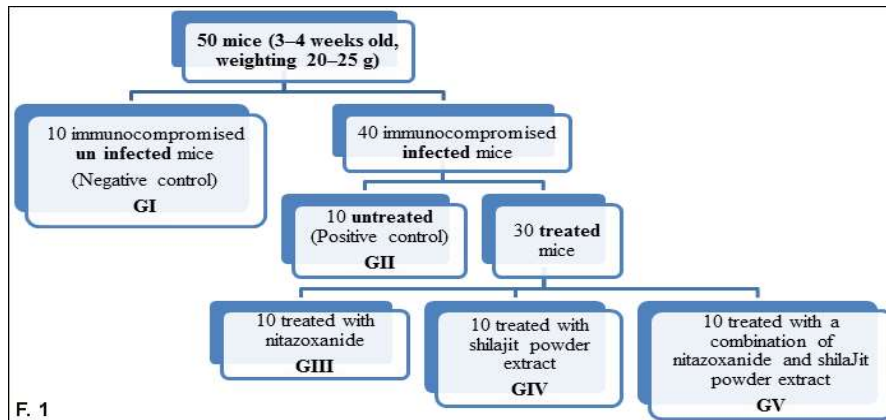 50 mice (3–4 weeks old,
weighting 20–25 g)
10 immunocompromised
un infected mice
(Negative control)
GI
40 immunocompromised
infected mice
10 untreated
(Positive control)
GII
30 treated
mice
10 treated with
nitazoxanide
GIII
10 treated with
shilajit powder
extract
GIV
10 treated with a
combination of
nitazoxanide and shilaJit
powder extract
GV
F. 1